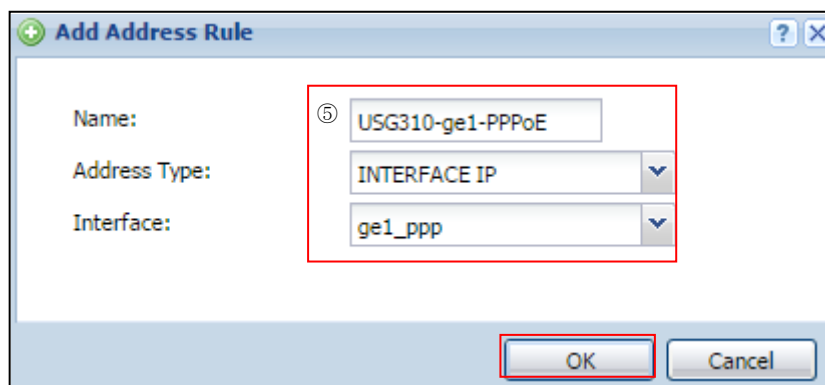 Add Address Rule ?
Name: ⑤ USG310-ge1-PPPoE
Address Type: INTERFACE IP
Interface: ge1_ppp
OK Cancel